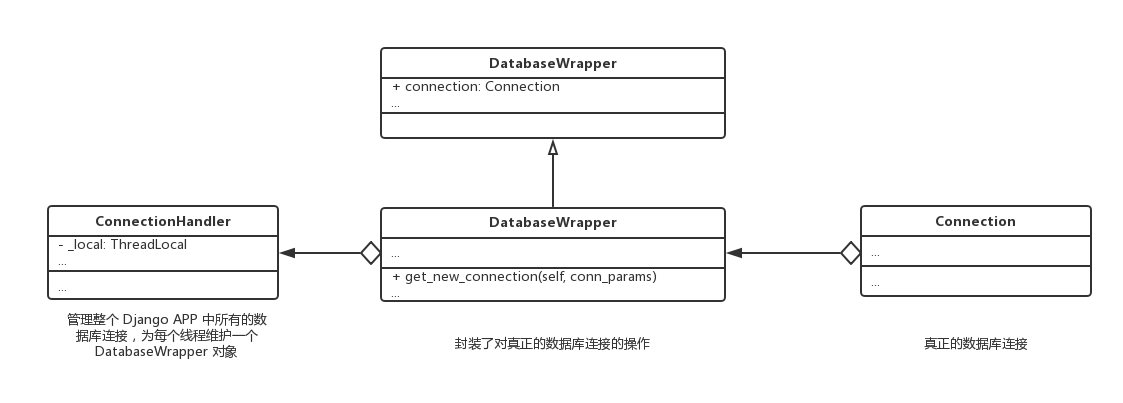 DatabaseWrapper
+ connection: Connection
...
ConnectionHandler
- _local: ThreadLocal
...
...
管理整个 Django APP 中所有的数
据库连接，为每个线程维护一个
DatabaseWrapper 对象
DatabaseWrapper
...
+ get_new_connection(self, conn_params)
...
封装了对真正的数据库连接的操作
Connection
...
...
真正的数据库连接